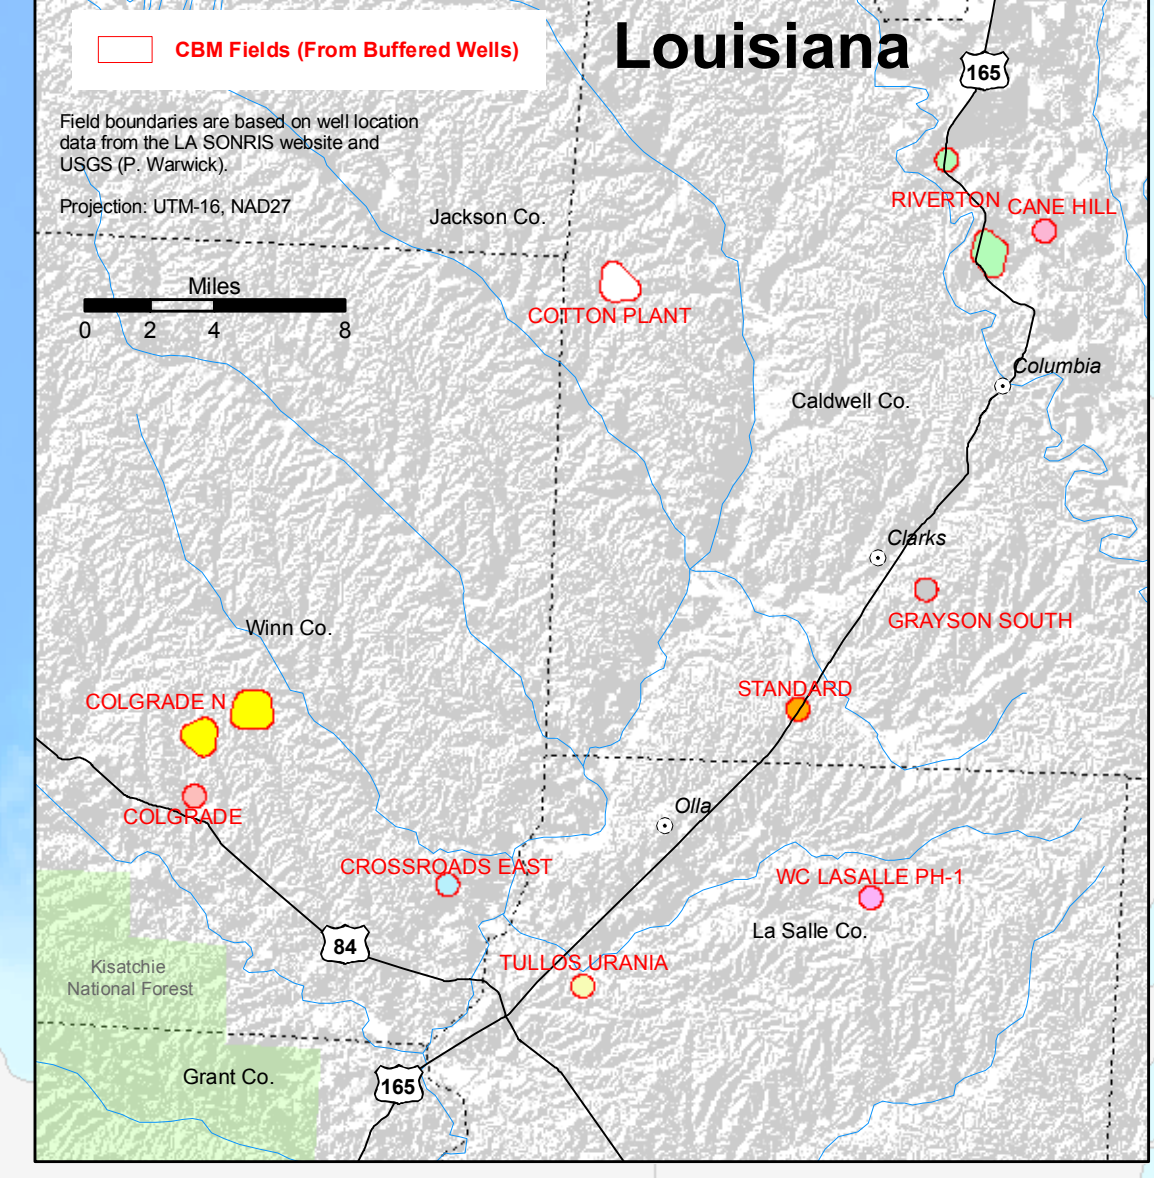 Louisiana
CBM Fields (From Buffered Wells)
165
Field boundaries are based on well location
data from the LA SONRIS website and
USGS (P. Warwick).
Projection: UTM-16, NAD27
RIVERTON
CANE HILL
Jackson Co.
Miles
0 2 4 8
COTTON PLANT
Columbia
Caldwell Co.
Clarks
GRAYSON SOUTH
Winn Co.
STANDARD
COLGRADE N
COLGRADE
Olla
CROSSROADS EAST
WC LASALLE PH-1
La Salle Co.
84
TULLOS URANIA
Kisatchie
National Forest
Grant Co.
165